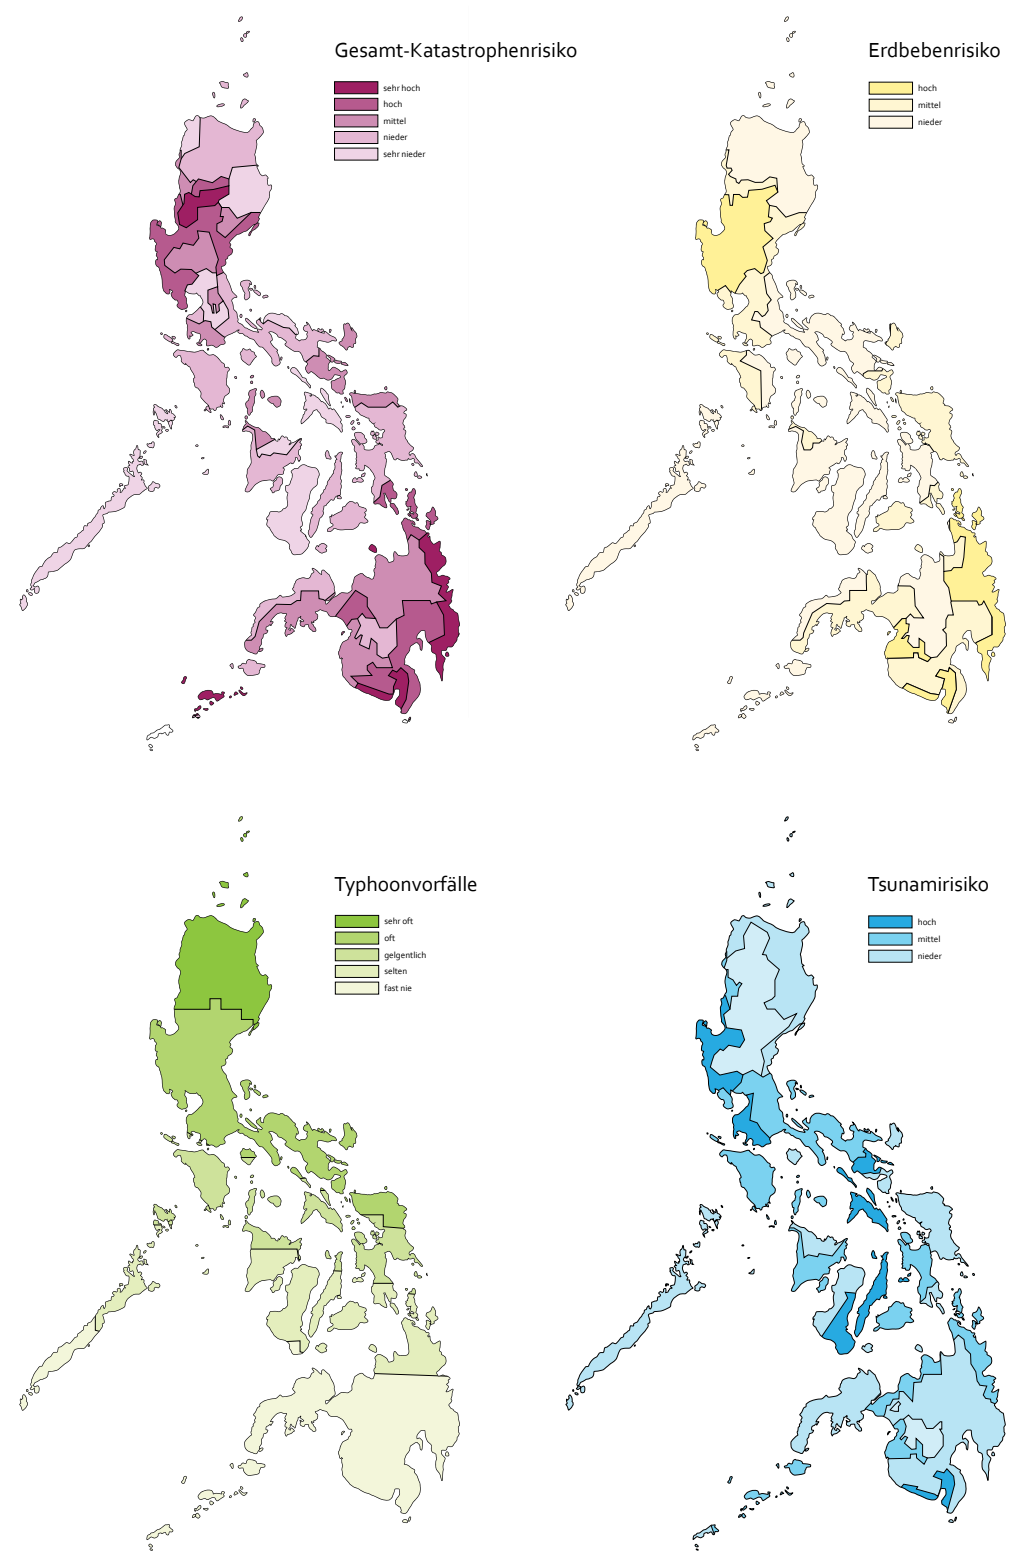 Gesamt-Katastrophenrisiko
sehr hoch
hoch
mittel
nieder
sehr nieder
Erdbebenrisiko
hoch
mittel
nieder
Typhoonvorfälle
sehr oft
oft
gelgentlich
selten
fast nie
Tsunamirisiko
hoch
mittel
nieder